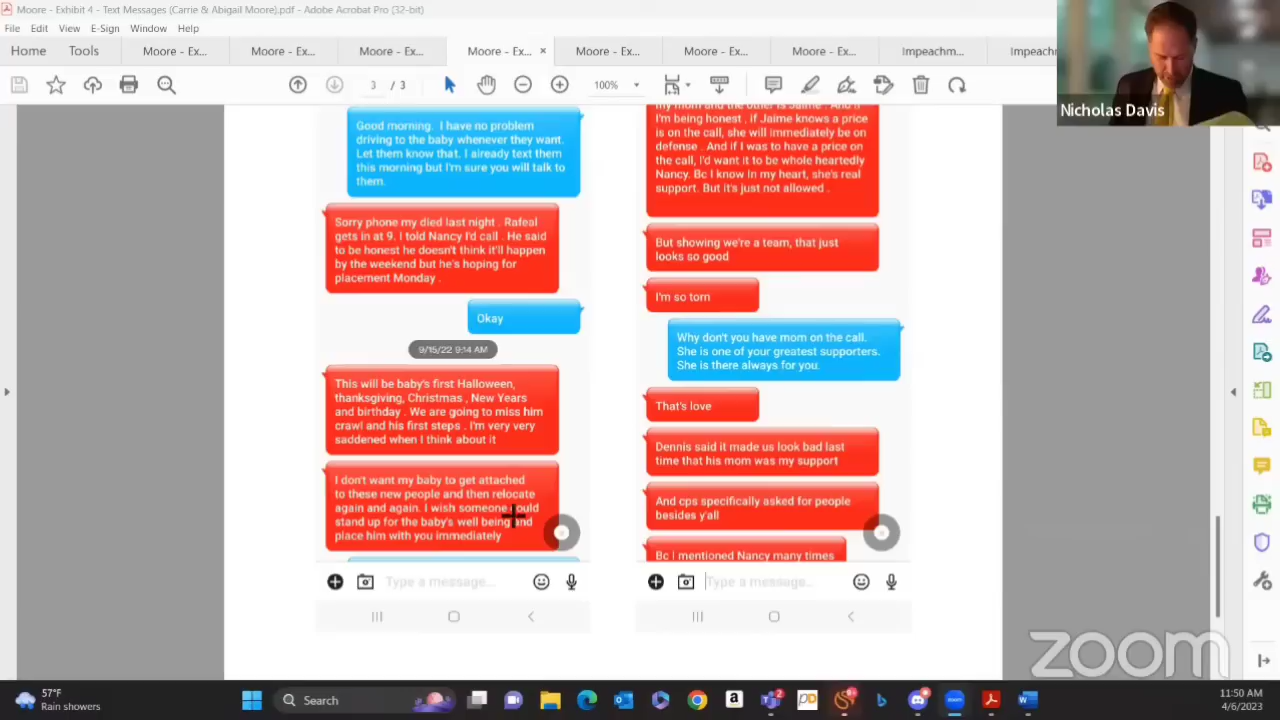 Moore - Exhibit 4 - Text Messages (Carrie & Abigail Moore).pdf - Adobe Acrobat Pro (32-bit)
File Edit View E-Sign Window Help
Home Tools Moore - Ex... Moore - Ex... Moore - Ex... Moore - Ex... × Moore - Ex... Moore - Ex... Moore - Ex... Impeachm... Impeachm
3 / 3 100%
Nicholas Davis
Good morning. I have no problem
driving to the baby whenever they want.
Let them know that. I already text them
this morning but I'm sure you will talk to
them.
Sorry phone my died last night . Rafeal
gets in at 9. I told Nancy I'd call . He said
to be honest he doesn't think it'll happen
by the weekend but he's hoping for
placement Monday .
Okay
9/15/22 9:14 AM
This will be baby's first Halloween,
thanksgiving, Christmas , New Years
and birthday . We are going to miss him
crawl and his first steps . I'm very very
saddened when I think about it
I don't want my baby to get attached
to these new people and then relocate
again and again. I wish someone would
stand up for the baby's well being and
place him with you immediately
Type a message...
my mom and the other is Jaime . And if
I'm being honest , if Jaime knows a price
is on the call, she will immediately be on
defense . And if I was to have a price on
the call, I'd want it to be whole heartedly
Nancy. Bc I know In my heart, she's real
support. But it's just not allowed .
But showing we're a team, that just
looks so good
I'm so torn
Why don't you have mom on the call.
She is one of your greatest supporters.
She is there always for you.
That's love
Dennis said it made us look bad last
time that his mom was my support
And cps specifically asked for people
besides y'all
Bc I mentioned Nancy many times
Type a message...
zoom
57°F
Rain showers
Search
11:50 AM
4/6/2023